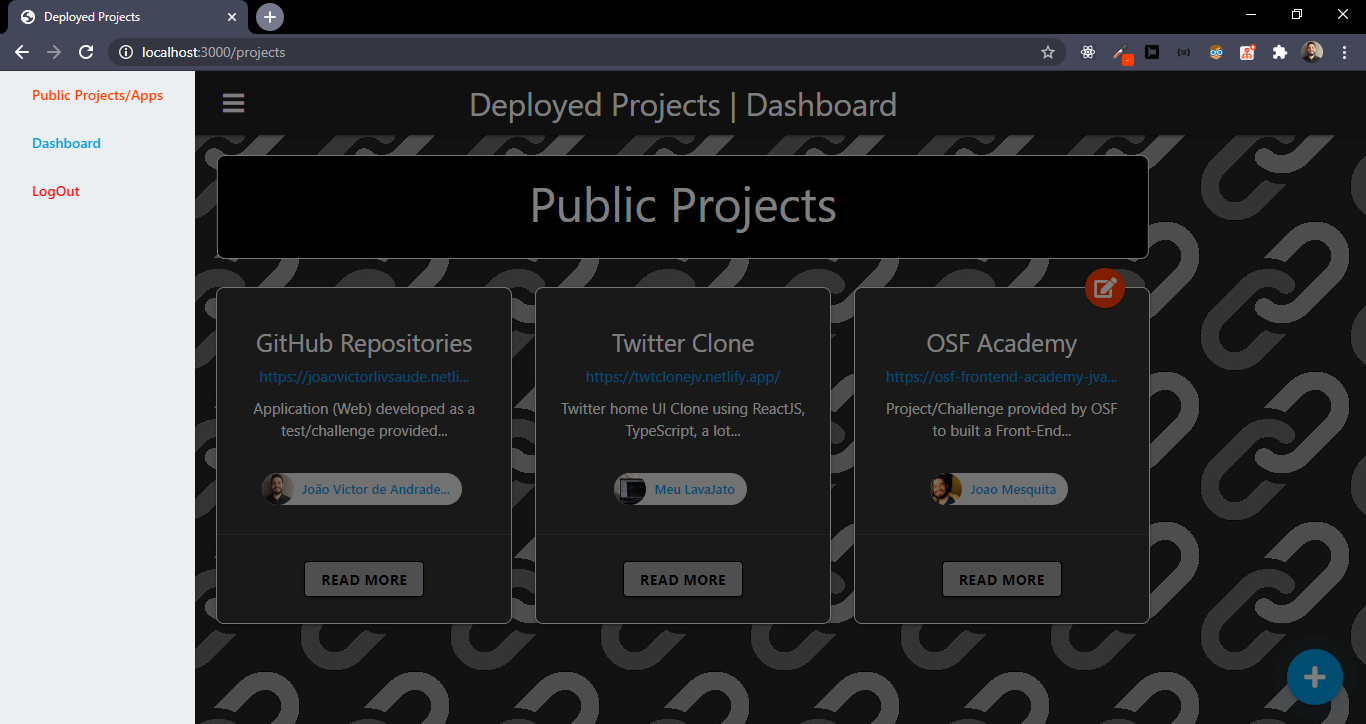 Deployed Projects
localhost:3000/projects
Public Projects/Apps
Dashboard
LogOut
Deployed Projects | Dashboard
Public Projects
GitHub Repositories
https://joaovictorlivsaude.netli...
Application (Web) developed as a
test/challenge provided...
João Victor de Andrade...
READ MORE
Twitter Clone
https://twtclonejv.netlify.app/
Twitter home UI Clone using ReactJS,
TypeScript, a lot...
Meu LavaJato
READ MORE
OSF Academy
https://osf-frontend-academy-jva...
Project/Challenge provided by OSF
to built a Front-End...
Joao Mesquita
READ MORE